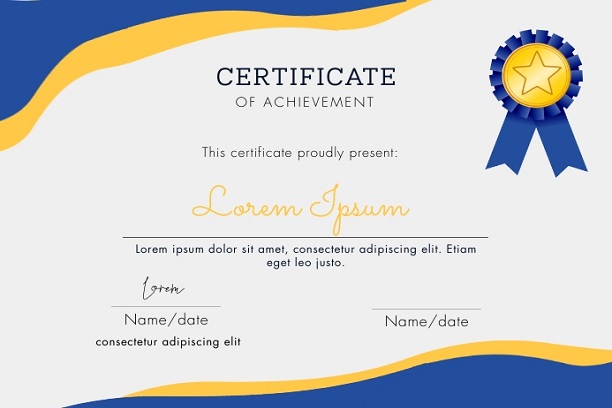 CERTIFICATE
OF ACHIEVEMENT
This certificate proudly present:
Lorem Ipsum
Lorem ipsum dolor sit amet, consectetur adipiscing elit. Etiam
eget leo justo.
Lorem
Name/date
Name/date
consectetur adipiscing elit